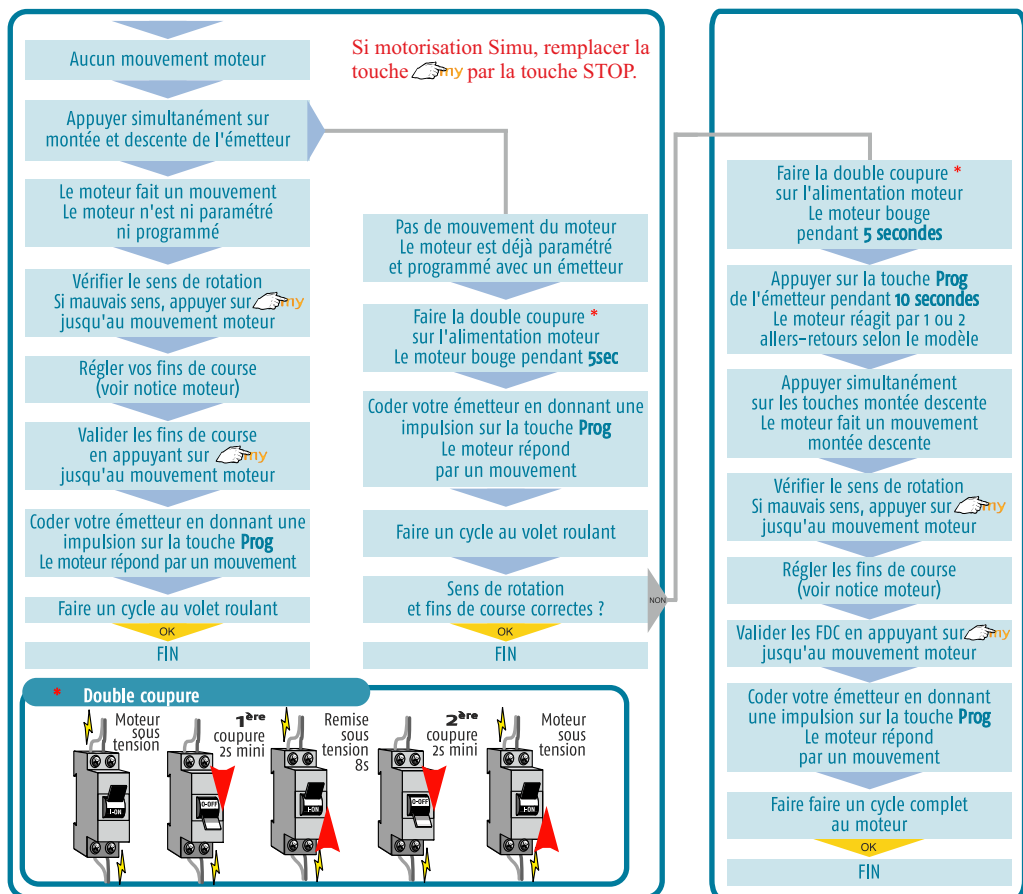 Aucun mouvement moteur
Si motorisation Simu, remplacer la
touche my par la touche STOP.
Appuyer simultanément sur
montée et descente de l'émetteur
Le moteur fait un mouvement
Le moteur n'est ni paramétré
ni programmé
Vérifier le sens de rotation
Si mauvais sens, appuyer sur my
jusqu'au mouvement moteur
Régler vos fins de course
(voir notice moteur)
Valider les fins de course
en appuyant sur my
jusqu'au mouvement moteur
Coder votre émetteur en donnant une
impulsion sur la touche Prog
Le moteur répond par un mouvement
Faire un cycle au volet roulant
OK
FIN
Pas de mouvement du moteur
Le moteur est déjà paramétré
et programmé avec un émetteur
Faire la double coupure *
sur l'alimentation moteur
Le moteur bouge pendant 5sec
Coder votre émetteur en donnant une
impulsion sur la touche Prog
Le moteur répond
par un mouvement
Faire un cycle au volet roulant
Sens de rotation
et fins de course correctes ?
NON
OK
FIN
Faire la double coupure *
sur l'alimentation moteur
Le moteur bouge
pendant 5 secondes
Appuyer sur la touche Prog
de l'émetteur pendant 10 secondes
Le moteur réagit par 1 ou 2
allers-retours selon le modèle
Appuyer simultanément
sur les touches montée descente
Le moteur fait un mouvement
montée descente
Vérifier le sens de rotation
Si mauvais sens, appuyer sur my
jusqu'au mouvement moteur
Régler les fins de course
(voir notice moteur)
Valider les FDC en appuyant sur my
jusqu'au mouvement moteur
Coder votre émetteur en donnant
une impulsion sur la touche Prog
Le moteur répond
par un mouvement
Faire faire un cycle complet
au moteur
OK
FIN
* Double coupure
Moteur
sous
tension
I-ON
1ère
coupure
2s mini
O-OFF
Remise
sous
tension
8s
I-ON
2ère
coupure
2s mini
O-OFF
Moteur
sous
tension
I-ON